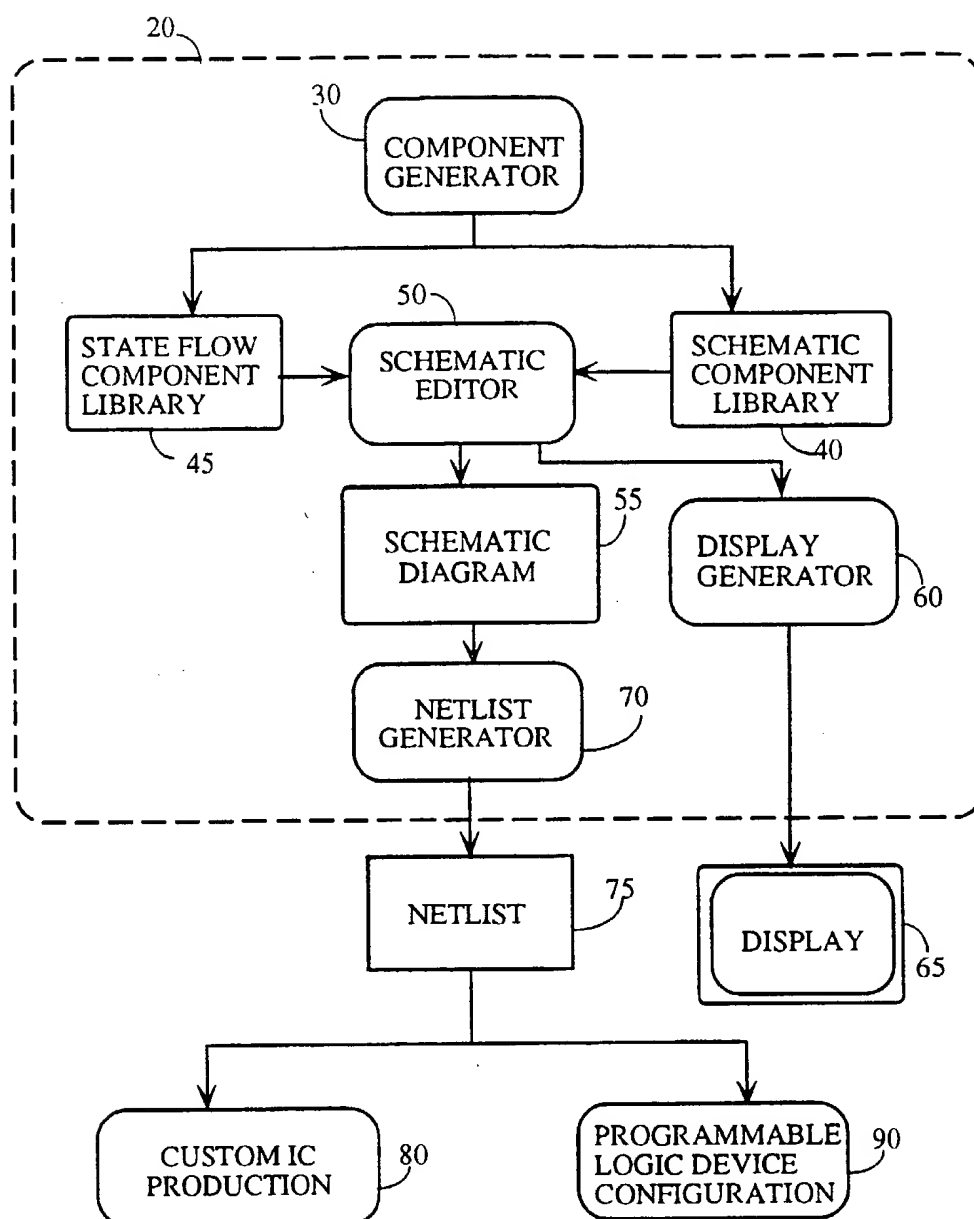 20
30
COMPONENT
GENERATOR
50
STATE FLOW
COMPONENT
LIBRARY
45
SCHEMATIC
EDITOR
SCHEMATIC
COMPONENT
LIBRARY
40
55
SCHEMATIC
DIAGRAM
DISPLAY
GENERATOR
60
NETLIST
GENERATOR
70
NETLIST
75
DISPLAY
65
CUSTOM IC
PRODUCTION
80
PROGRAMMABLE
LOGIC DEVICE
CONFIGURATION
90